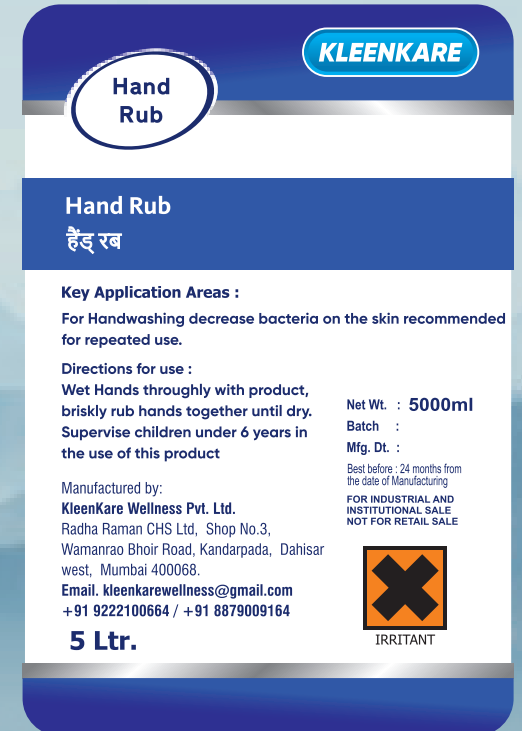 KLEENKARE
Hand
Rub
Hand Rub
हैंड् रब
Key Application Areas :
For Handwashing decrease bacteria on the skin recommended
for repeated use.
Directions for use :
Wet Hands throughly with product,
briskly rub hands together until dry.
Supervise children under 6 years in
the use of this product
Manufactured by:
KleenKare Wellness Pvt. Ltd.
Radha Raman CHS Ltd, Shop No.3,
Wamanrao Bhoir Road, Kandarpada, Dahisar
west, Mumbai 400068.
Email. kleenkarewellness@gmail.com
+91 9222100664 / +91 8879009164
5 Ltr.
Net Wt. : 5000ml
Batch :
Mfg. Dt. :
Best before : 24 months from
the date of Manufacturing
FOR INDUSTRIAL AND
INSTITUTIONAL SALE
NOT FOR RETAIL SALE
IRRITANT